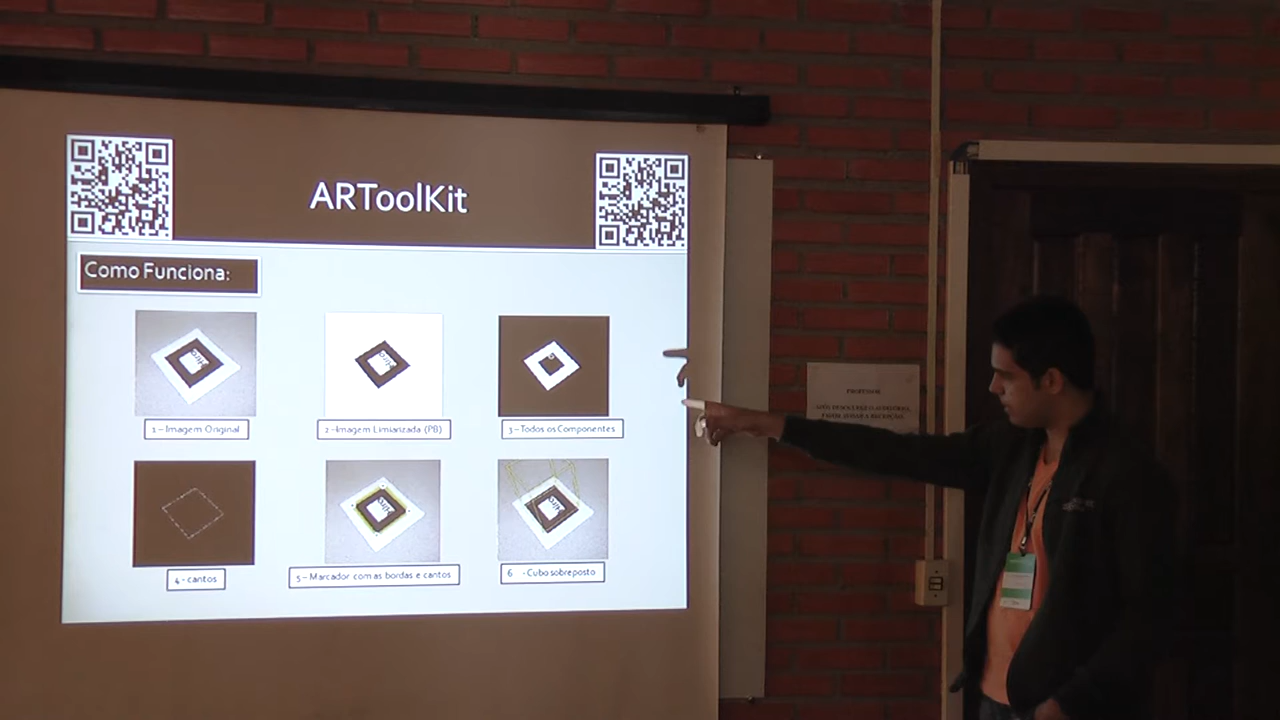 ARToolKit
Como Funciona:
1 - Imagem Original
2 -Imagem Limiarizada (PB)
3 - Todos os Componentes
4 - cantos
5 - Marcador com as bordas e cantos
6 - Cubo sobreposto
PROFESSOR